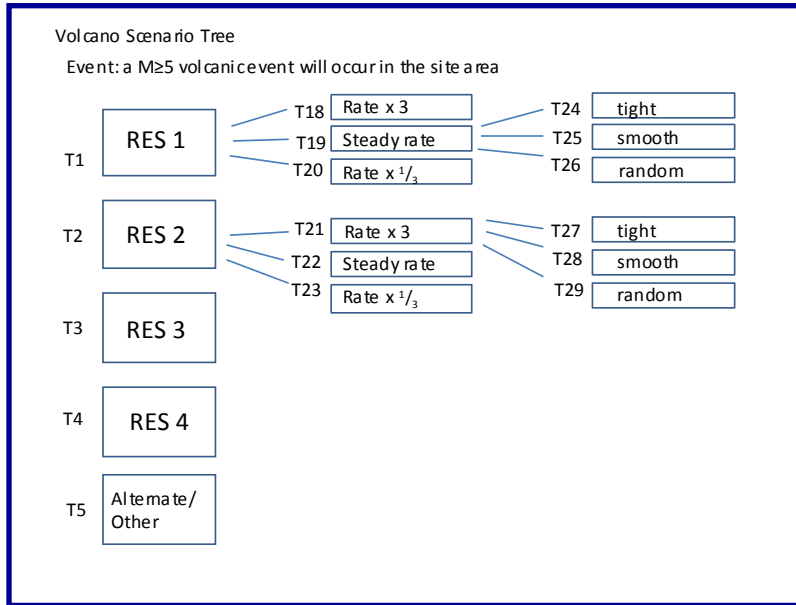 Volcano Scenario Tree
Event: a M≥5 volcanic event will occur in the site area
T1
RES 1
T18
Rate x 3
T19
Steady rate
T20
Rate x 1/3
T24
tight
T25
smooth
T26
random
T2
RES 2
T21
Rate x 3
T22
Steady rate
T23
Rate x 1/3
T27
tight
T28
smooth
T29
random
T3
RES 3
T4
RES 4
T5
Alternate/
Other